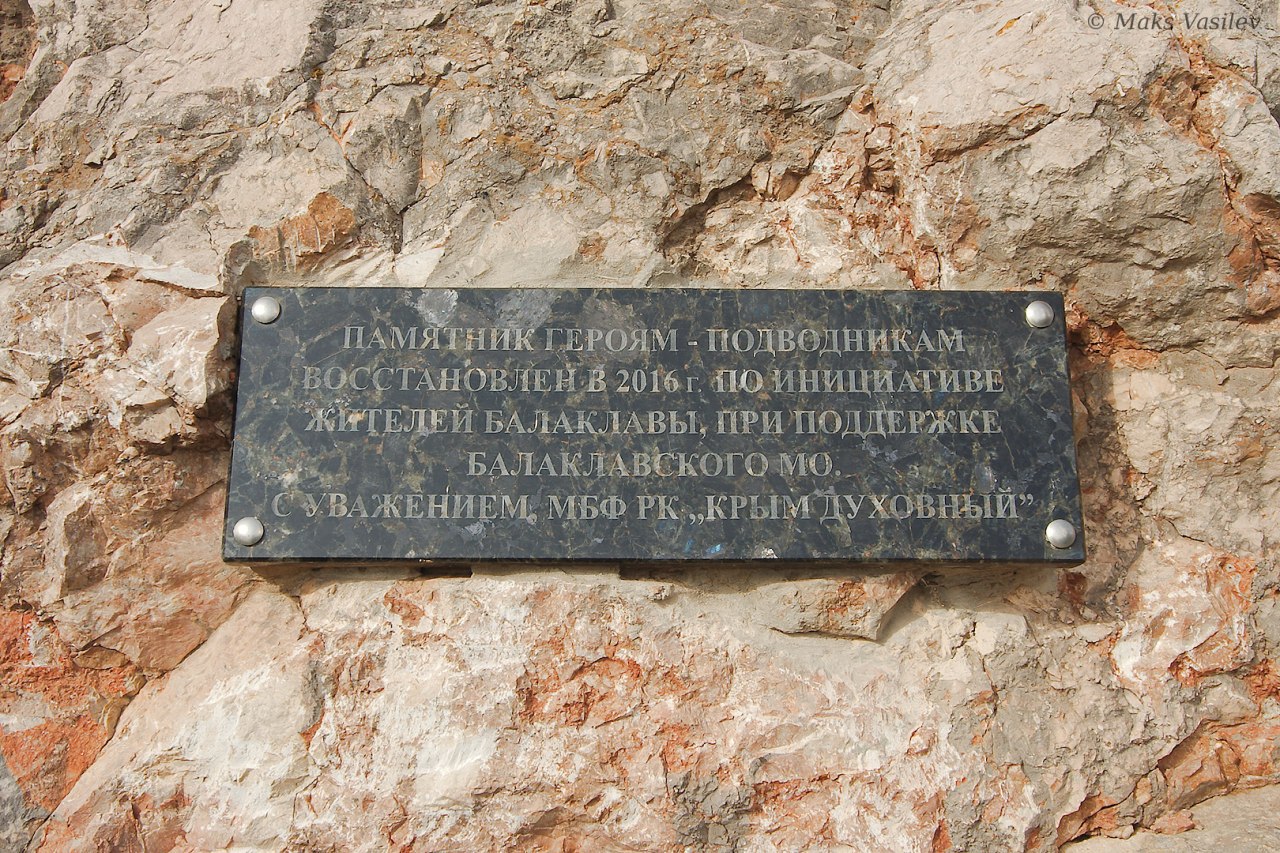 © Maks Vasilev
ПАМЯТНИК ГЕРОЯМ - ПОДВОДНИКАМ
ВОССТАНОВЛЕН В 2016 г. ПО ИНИЦИАТИВЕ
ЖИТЕЛЕЙ БАЛАКЛАВЫ, ПРИ ПОДДЕРЖКЕ
БАЛАКЛАВСКОГО МО.
С УВАЖЕНИЕМ, МБФ РК „КРЫМ ДУХОВНЫЙ”